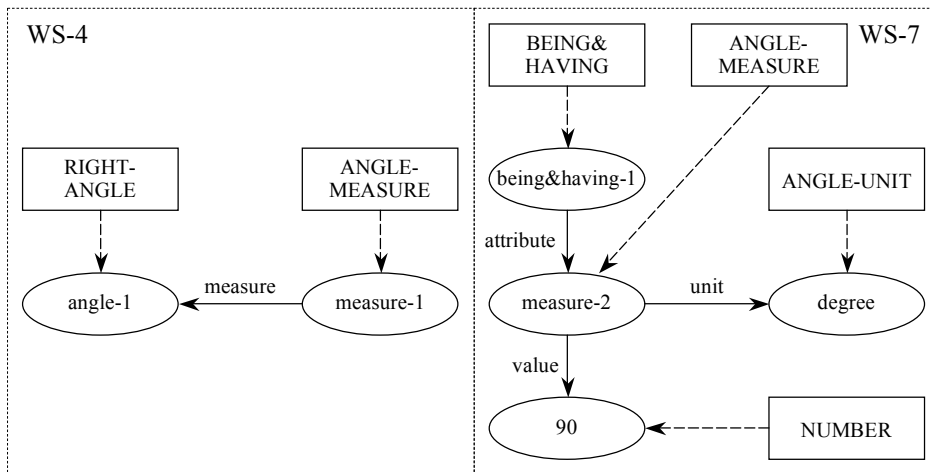 WS-4
RIGHT-
ANGLE
ANGLE-
MEASURE
angle-1
measure
measure-1
WS-7
BEING&
HAVING
ANGLE-
MEASURE
being&having-1
ANGLE-UNIT
attribute
measure-2
unit
degree
value
90
NUMBER